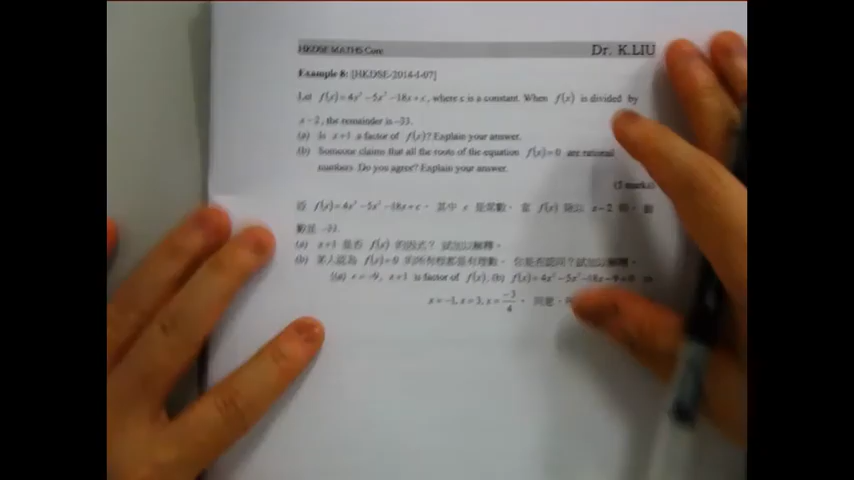 HKDSE MATHS Core Dr. K.LIU
Example 8: [HKDSE-2014-I-07]
Let f(x)=4x³-5x²-18x+c, where c is a constant. When f(x) is divided by
x-2, the remainder is -33.
(a) Is x+1 a factor of f(x)? Explain your answer.
(b) Someone claims that all the roots of the equation f(x)=0 are rational
numbers. Do you agree? Explain your answer.
(5 marks)
設 f(x)=4x³-5x²-18x+c,其中 c 是常數。當 f(x) 除以 x-2 時,餘
數是 -33。
(a) x+1 是否 f(x) 的因式?試加以解釋。
(b) 某人認為 f(x)=0 的所有根都是有理數。你是否認同?試加以解釋。
[(a) c=-9, x+1 is factor of f(x). (b) f(x)=4x³-5x²-18x-9=0
x=-1, x=3, x=-3/4, 同意,